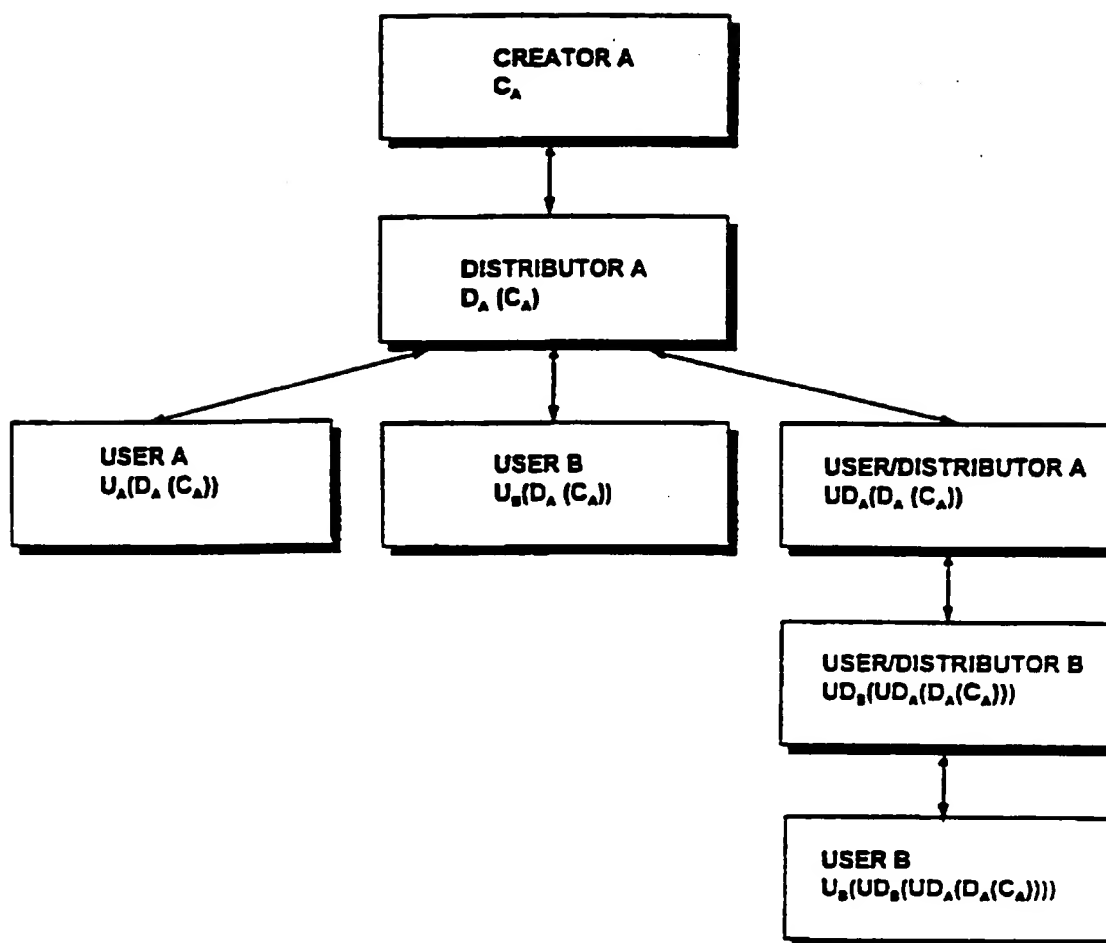 CREATOR A
C_A
DISTRIBUTOR A
D_A (C_A)
USER A
U_A(D_A (C_A))
USER B
U_B(D_A (C_A))
USER/DISTRIBUTOR A
UD_A(D_A (C_A))
USER/DISTRIBUTOR B
UD_B(UD_A(D_A(C_A)))
USER B
U_B(UD_B(UD_A(D_A(C_A))))